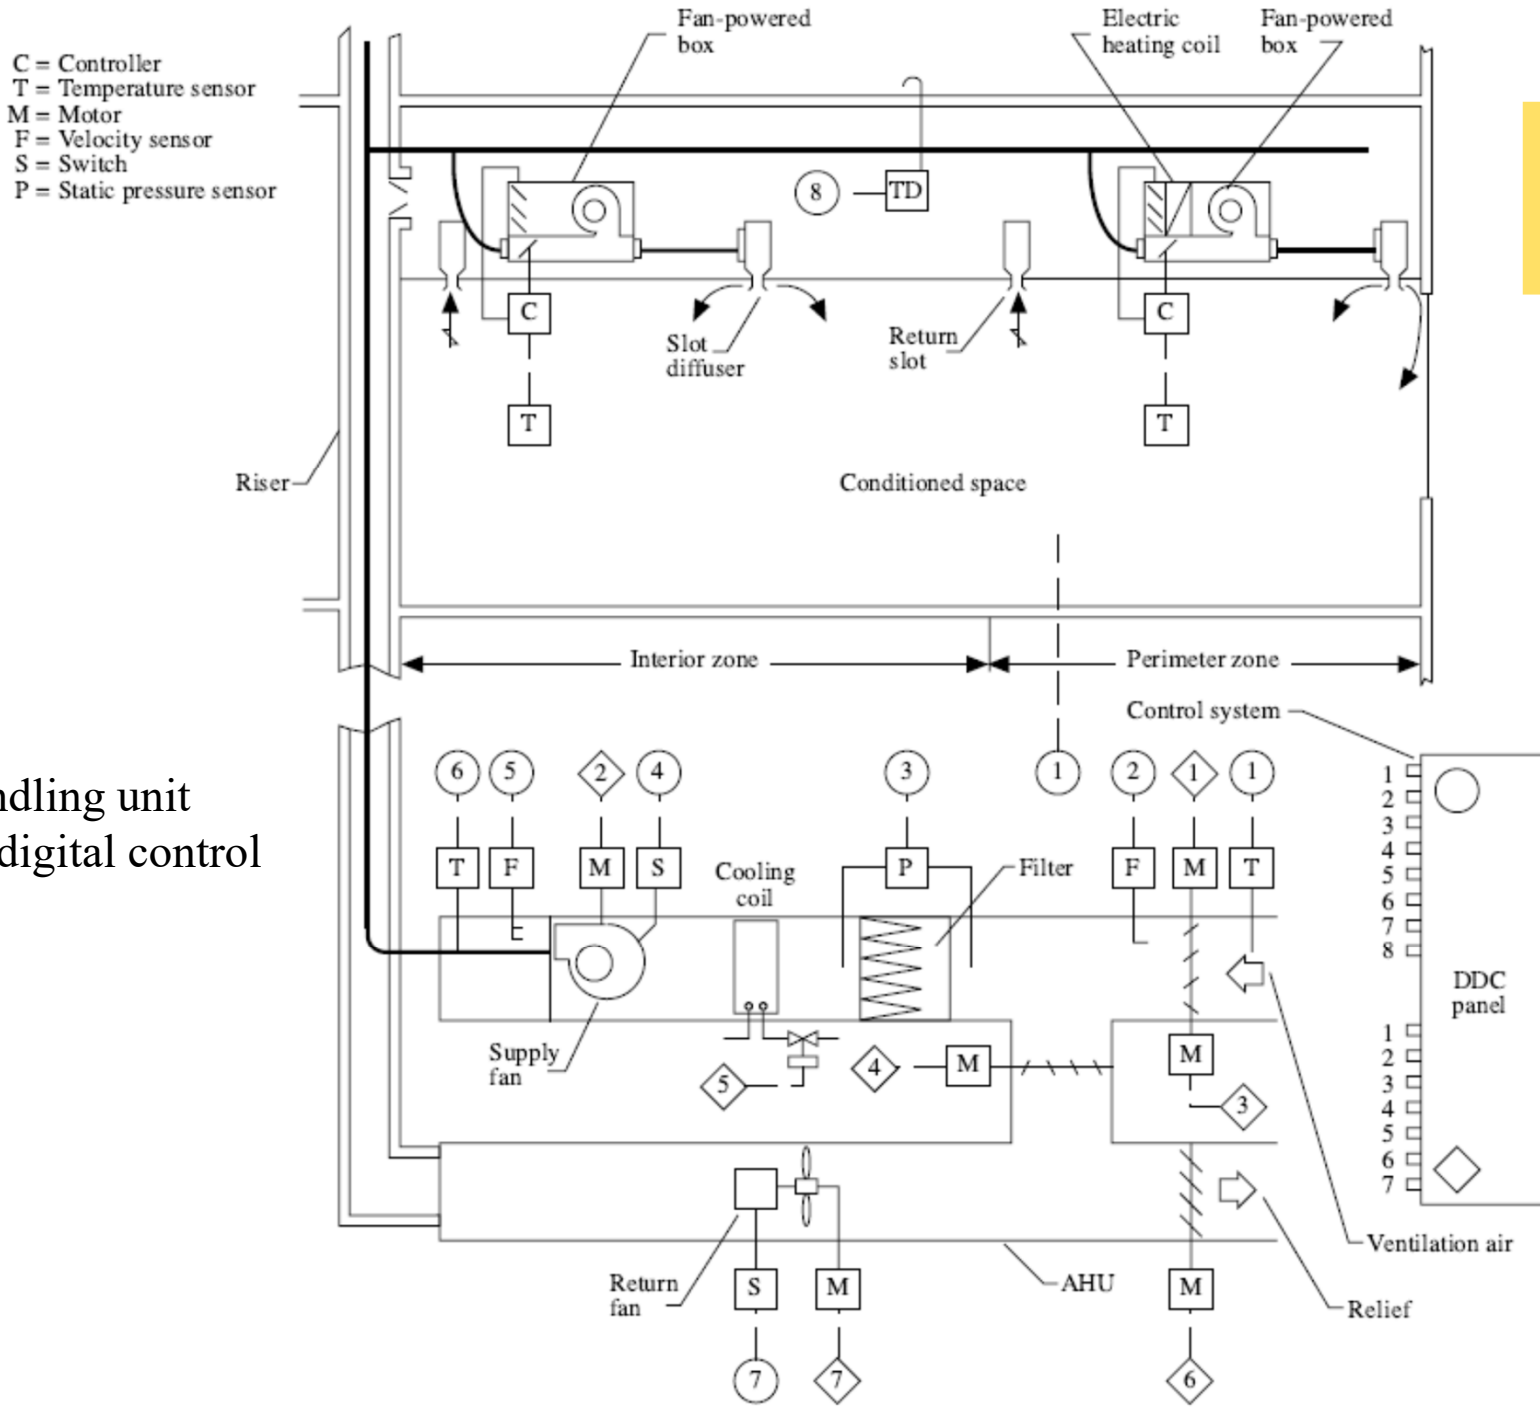 Fan-powered
box
Electric
heating coil
Fan-powered
box
C = Controller
T = Temperature sensor
M = Motor
F = Velocity sensor
S = Switch
P = Static pressure sensor
8
TD
C
C
Slot
diffuser
Return
slot
T
T
Riser
Conditioned space
Interior zone
Perimeter zone
Control system
6
5
2
4
3
1
2
1
1
ndling unit
digital control
T
F
M
S
Cooling
coil
P
Filter
F
M
T
1
2
3
4
5
6
7
8
DDC
panel
1
2
3
4
5
6
7
Supply
fan
5
4
M
M
3
Ventilation air
Return
fan
S
M
AHU
M
Relief
7
7
6